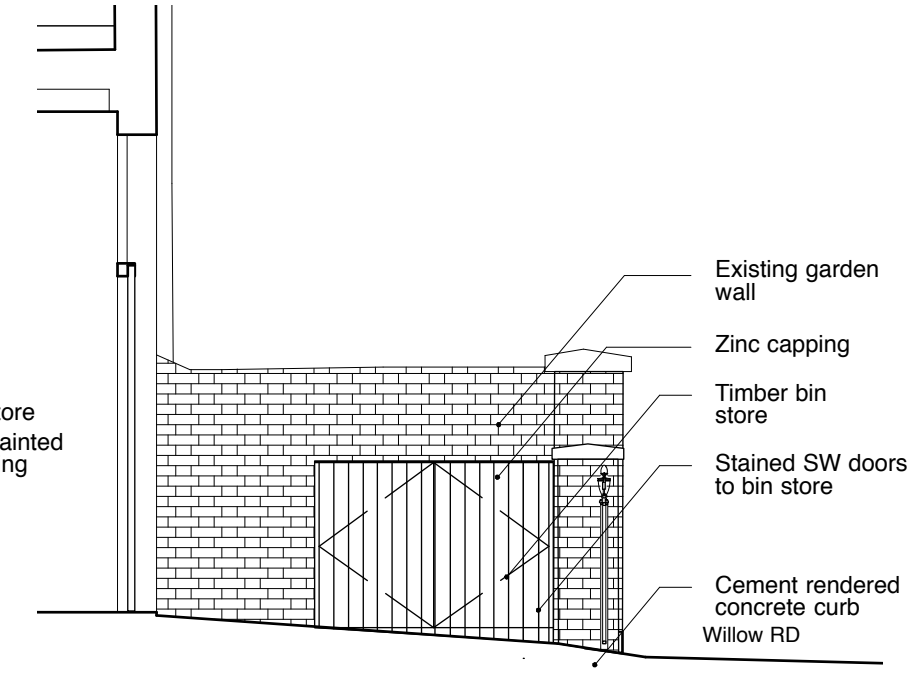 Existing garden
wall
Zinc capping
Timber bin
store
Stained SW doors
to bin store
Cement rendered
concrete curb
Willow RD